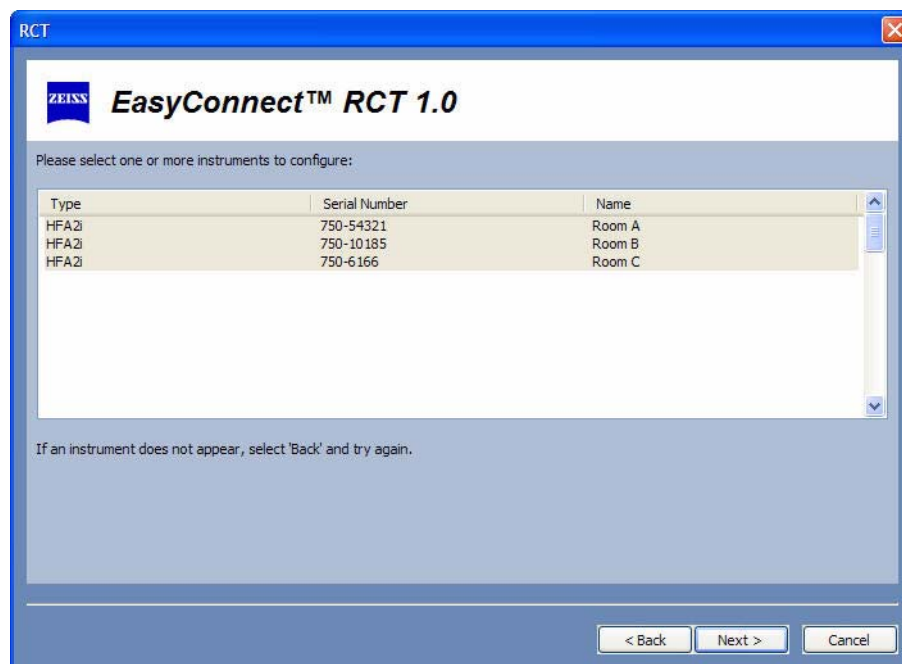 RCT
ZEISS
EasyConnect™ RCT 1.0
Please select one or more instruments to configure:
Type Serial Number Name
HFA2i 750-54321 Room A
HFA2i 750-10185 Room B
HFA2i 750-6166 Room C
If an instrument does not appear, select 'Back' and try again.
< Back Next > Cancel